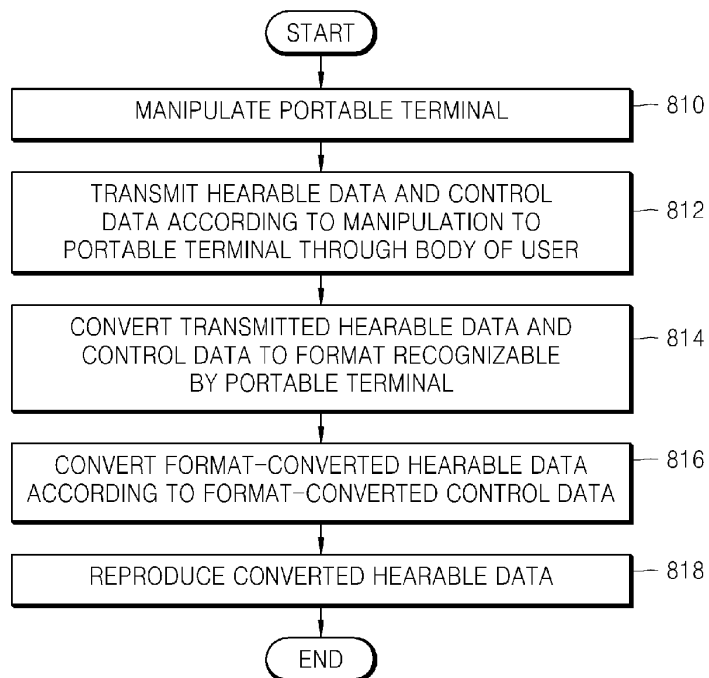 START
MANIPULATE PORTABLE TERMINAL
810
TRANSMIT HEARABLE DATA AND CONTROL
DATA ACCORDING TO MANIPULATION TO
PORTABLE TERMINAL THROUGH BODY OF USER
812
CONVERT TRANSMITTED HEARABLE DATA AND
CONTROL DATA TO FORMAT RECOGNIZABLE
BY PORTABLE TERMINAL
814
CONVERT FORMAT-CONVERTED HEARABLE DATA
ACCORDING TO FORMAT-CONVERTED CONTROL DATA
816
REPRODUCE CONVERTED HEARABLE DATA
818
END